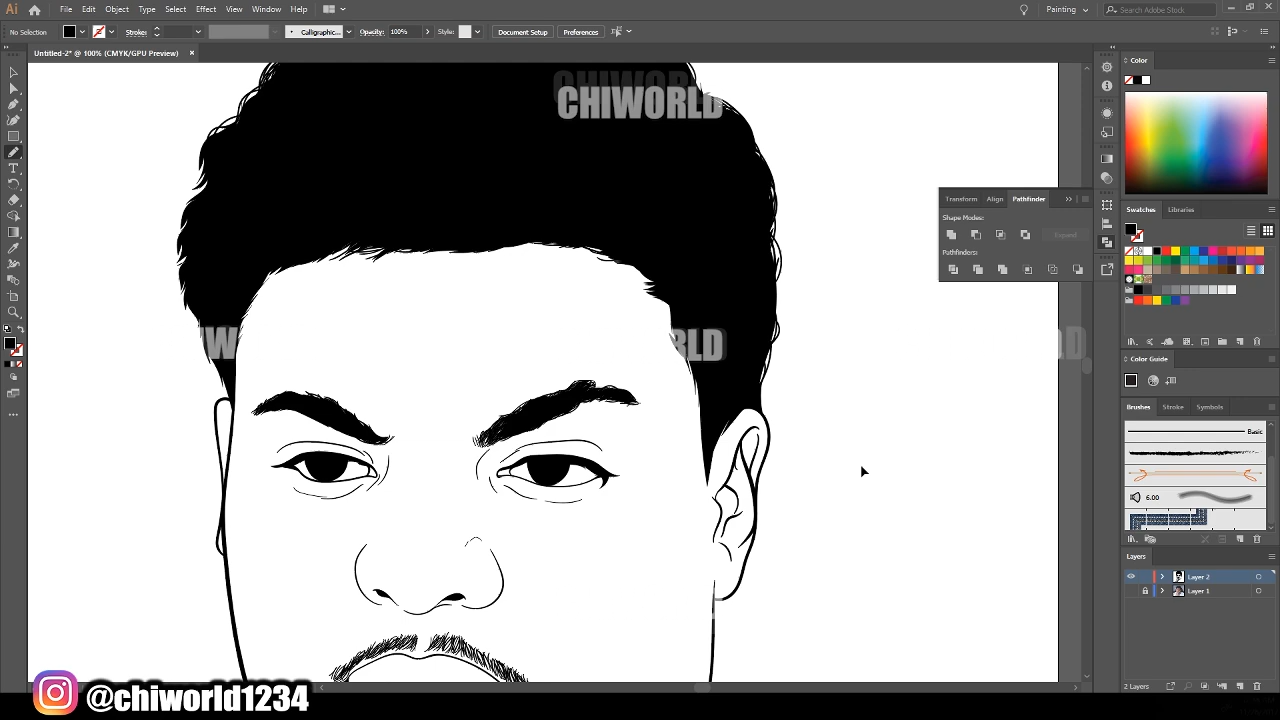 Ai File Edit Object Type Select Effect View Window Help Painting Search Adobe Stock
No Selection Stroke: Calligraphic... Opacity: 100% Style: Document Setup Preferences
Untitled-2* @ 100% (CMYK/GPU Preview)
Color
CHIWORLD
Transform Align Pathfinder
Shape Modes:
Expand
Pathfinders:
Swatches Libraries
W
LD
D
Color Guide
Brushes Stroke Symbols
Basic
6.00
Layers
Layer 2
Layer 1
2 Layers
@chiworld1234